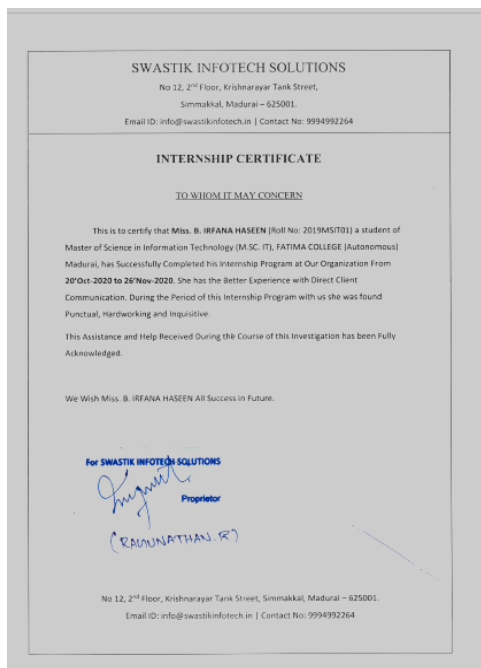 SWASTIK INFOTECH SOLUTIONS
No 12, 2nd Floor, Krishnarayar Tank Street,
Simmakkal, Madurai – 625001.
Email ID: info@swastikinfotech.in | Contact No: 9994992264
INTERNSHIP CERTIFICATE
TO WHOM IT MAY CONCERN
This is to certify that Miss. B. IRFANA HASEEN |Roll No: 2019MSIT01| a student of
Master of Science in Information Technology (M.SC. IT), FATIMA COLLEGE |Autonomous|
Madurai, has Successfully Completed his Internship Program at Our Organization From
20'Oct-2020 to 26'Nov-2020. She has the Better Experience with Direct Client
Communication. During the Period of this Internship Program with us she was found
Punctual, Hardworking and Inquisitive.
This Assistance and Help Received During the Course of this Investigation has been Fully
Acknowledged.
We Wish Miss. B. IRFANA HASEEN All Success in Future.
For SWASTIK INFOTECH SOLUTIONS
Proprietor
No 12, 2nd Floor, Krishnarayar Tank Street, Simmakkal, Madurai – 625001.
Email ID: info@swastikinfotech.in | Contact No: 9994992264